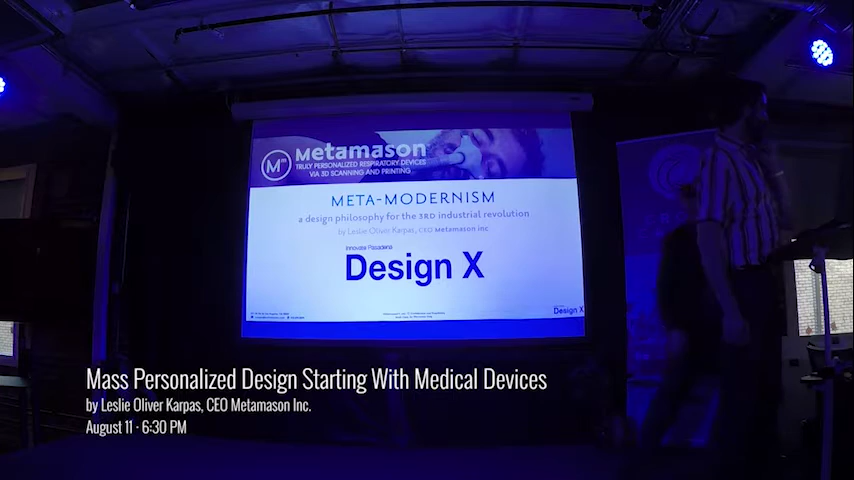 Metamason
TRULY PERSONALIZED RESPIRATORY DEVICES
VIA 3D SCANNING AND PRINTING
META-MODERNISM
a design philosophy for the 3RD industrial revolution
by Leslie Oliver Karpas, CEO Metamason inc
Innovate Pasadena
Design X
Design X
Mass Personalized Design Starting With Medical Devices
by Leslie Oliver Karpas, CEO Metamason Inc.
August 11 - 6:30 PM